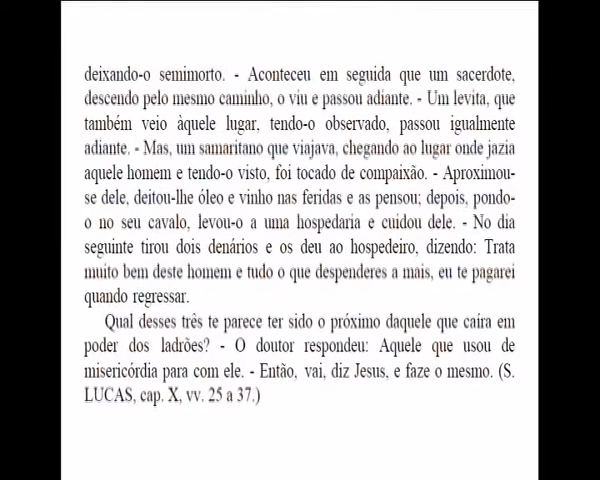 deixando-o semimorto. - Aconteceu em seguida que um sacerdote,
descendo pelo mesmo caminho, o viu e passou adiante. - Um levita, que
também veio àquele lugar, tendo-o observado, passou igualmente
adiante. - Mas, um samaritano que viajava, chegando ao lugar onde jazia
aquele homem e tendo-o visto, foi tocado de compaixão. - Aproximou-
se dele, deitou-lhe óleo e vinho nas feridas e as pensou; depois, pondo-
o no seu cavalo, levou-o a uma hospedaria e cuidou dele. - No dia
seguinte tirou dois denários e os deu ao hospedeiro, dizendo: Trata
muito bem deste homem e tudo o que despenderes a mais, eu te pagarei
quando regressar.
Qual desses três te parece ter sido o próximo daquele que caíra em
poder dos ladrões? - O doutor respondeu: Aquele que usou de
misericórdia para com ele. - Então, vai, diz Jesus, e faze o mesmo. (S.
LUCAS, cap. X, vv. 25 a 37.)